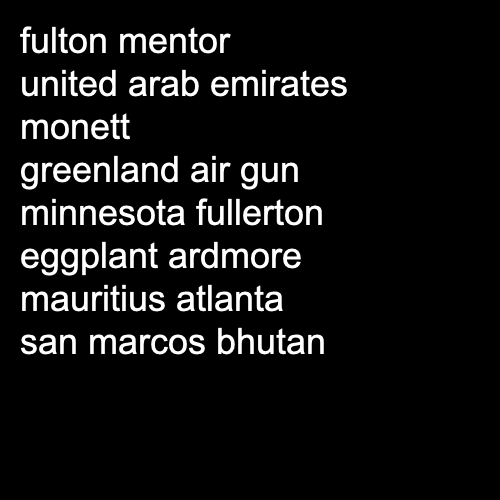 fulton mentor
united arab emirates
monett
greenland air gun
minnesota fullerton
eggplant ardmore
mauritius atlanta
san marcos bhutan